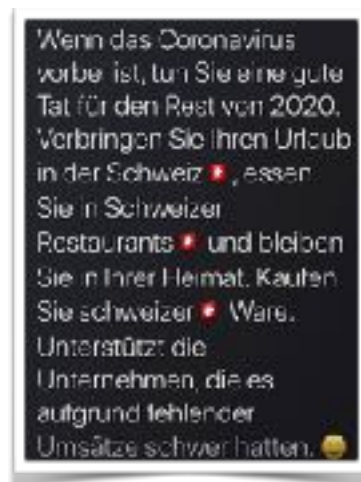 Wenn das Coronavirus
vorbei ist, tun Sie eine gute
Tat für den Rest von 2020.
Verbringen Sie Ihren Urlaub
in der Schweiz🇨🇭, essen
Sie in Schweizer
Restaurants🇨🇭 und bleiben
Sie in Ihrer Heimat. Kaufen
Sie schweizer🇨🇭 Ware.
Unterstützt die
Unternehmen, die es
aufgrund fehlender
Umsätze schwer hatten. 😀